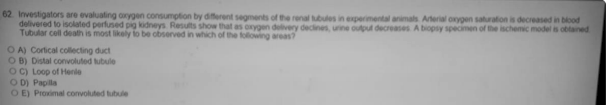 62. Investigators are evaluating oxygen consumption by different segments of the renal tubules in experimental animals. Arterial oxygen saturation is decreased in blood
delivered to isolated perfused pig kidneys. Results show that as oxygen delivery declines, urine output decreases. A biopsy specimen of the ischemic model is obtained.
Tubular cell death is most likely to be observed in which of the following areas?
A) Cortical collecting duct
B) Distal convoluted tubule
C) Loop of Henle
D) Papilla
E) Proximal convoluted tubule